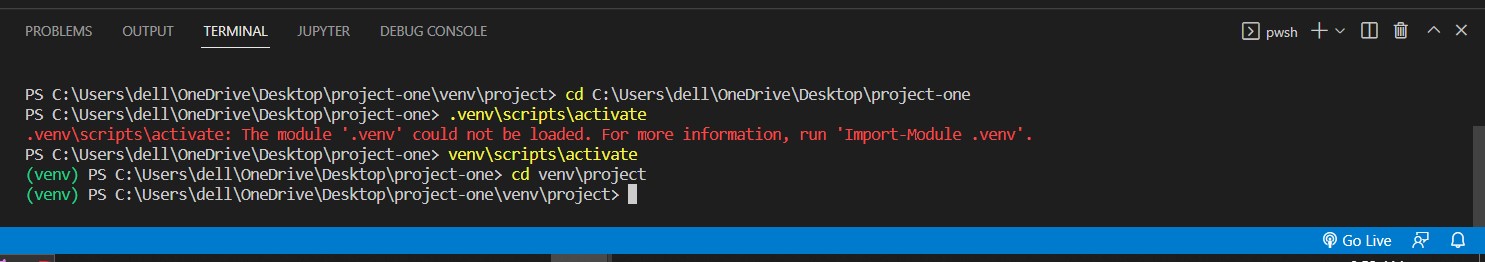 PROBLEMS OUTPUT TERMINAL JUPYTER DEBUG CONSOLE pwsh
PS C:\Users\dell\OneDrive\Desktop\project-one\venv\project> cd C:\Users\dell\OneDrive\Desktop\project-one
PS C:\Users\dell\OneDrive\Desktop\project-one> .venv\scripts\activate
.venv\scripts\activate: The module '.venv' could not be loaded. For more information, run 'Import-Module .venv'.
PS C:\Users\dell\OneDrive\Desktop\project-one> venv\scripts\activate
(venv) PS C:\Users\dell\OneDrive\Desktop\project-one> cd venv\project
(venv) PS C:\Users\dell\OneDrive\Desktop\project-one\venv\project>
Go Live